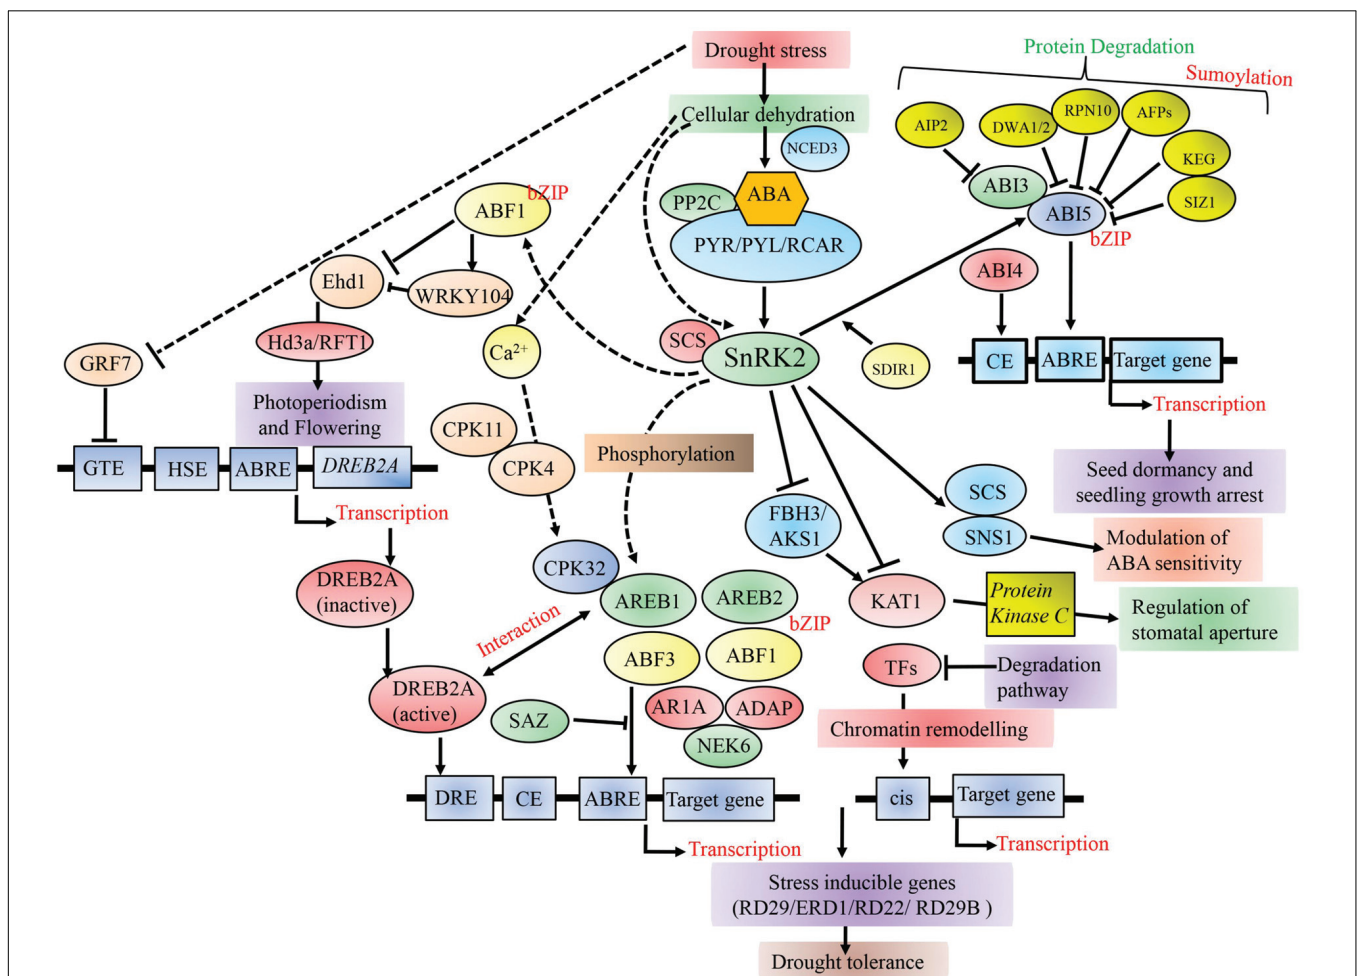 Drought stress
Protein Degradation
Sumoylation
Cellular dehydration
NCED3
AIP2
DWA1/2
RPN10
AFPs
KEG
SIZ1
ABI3
ABI5
bZIP
ABF1
bZIP
PP2C
ABA
PYR/PYL/RCAR
ABI4
Ehd1
WRKY104
Hd3a/RFT1
GRF7
Ca2+
SCS
SnRK2
SDIR1
CE
ABRE
Target gene
Transcription
Photoperiodism
and Flowering
CPK11
CPK4
Phosphorylation
GTE
HSE
ABRE
DREB2A
Transcription
Seed dormancy and
seedling growth arrest
SCS
SNS1
Modulation of
ABA sensitivity
FBH3/
AKS1
CPK32
DREB2A
(inactive)
AREB1
AREB2
bZIP
KAT1
Protein
Kinase C
Regulation of
stomatal aperture
Interaction
ABF3
ABF1
TFs
Degradation
pathway
DREB2A
(active)
SAZ
AR1A
ADAP
NEK6
Chromatin remodelling
DRE
CE
ABRE
Target gene
cis
Target gene
Transcription
Transcription
Stress inducible genes
(RD29/ERD1/RD22/ RD29B )
Drought tolerance